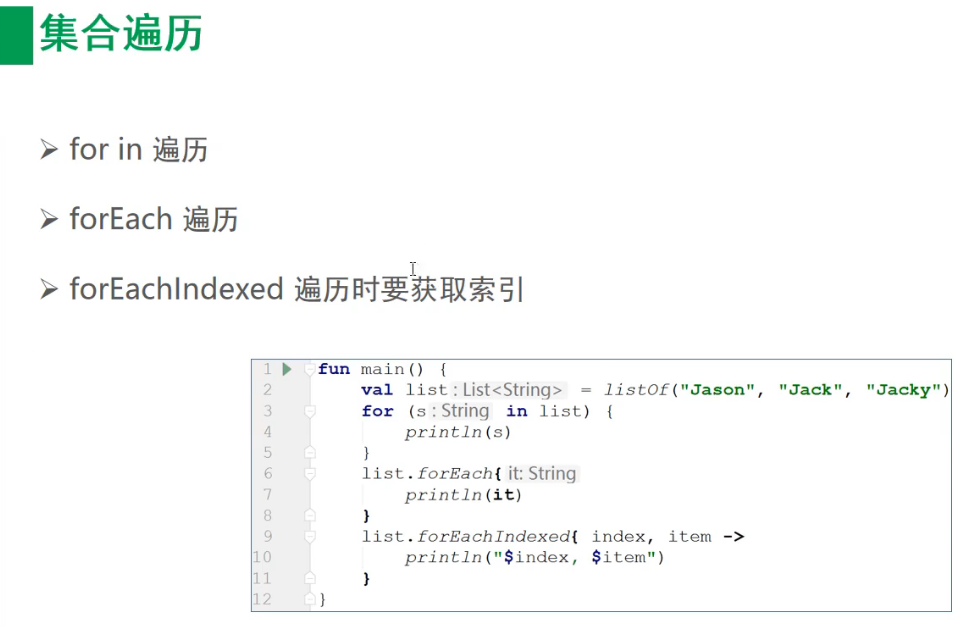 集合遍历
➢ for in 遍历
➢ forEach 遍历
➢ forEachIndexed 遍历时要获取索引
1 fun main() {
2 val list : List<String> = listOf("Jason", "Jack", "Jacky")
3 for (s : String in list) {
4 println(s)
5 }
6 list.forEach{ it: String
7 println(it)
8 }
9 list.forEachIndexed{ index, item ->
10 println("$index, $item")
11 }
12 }